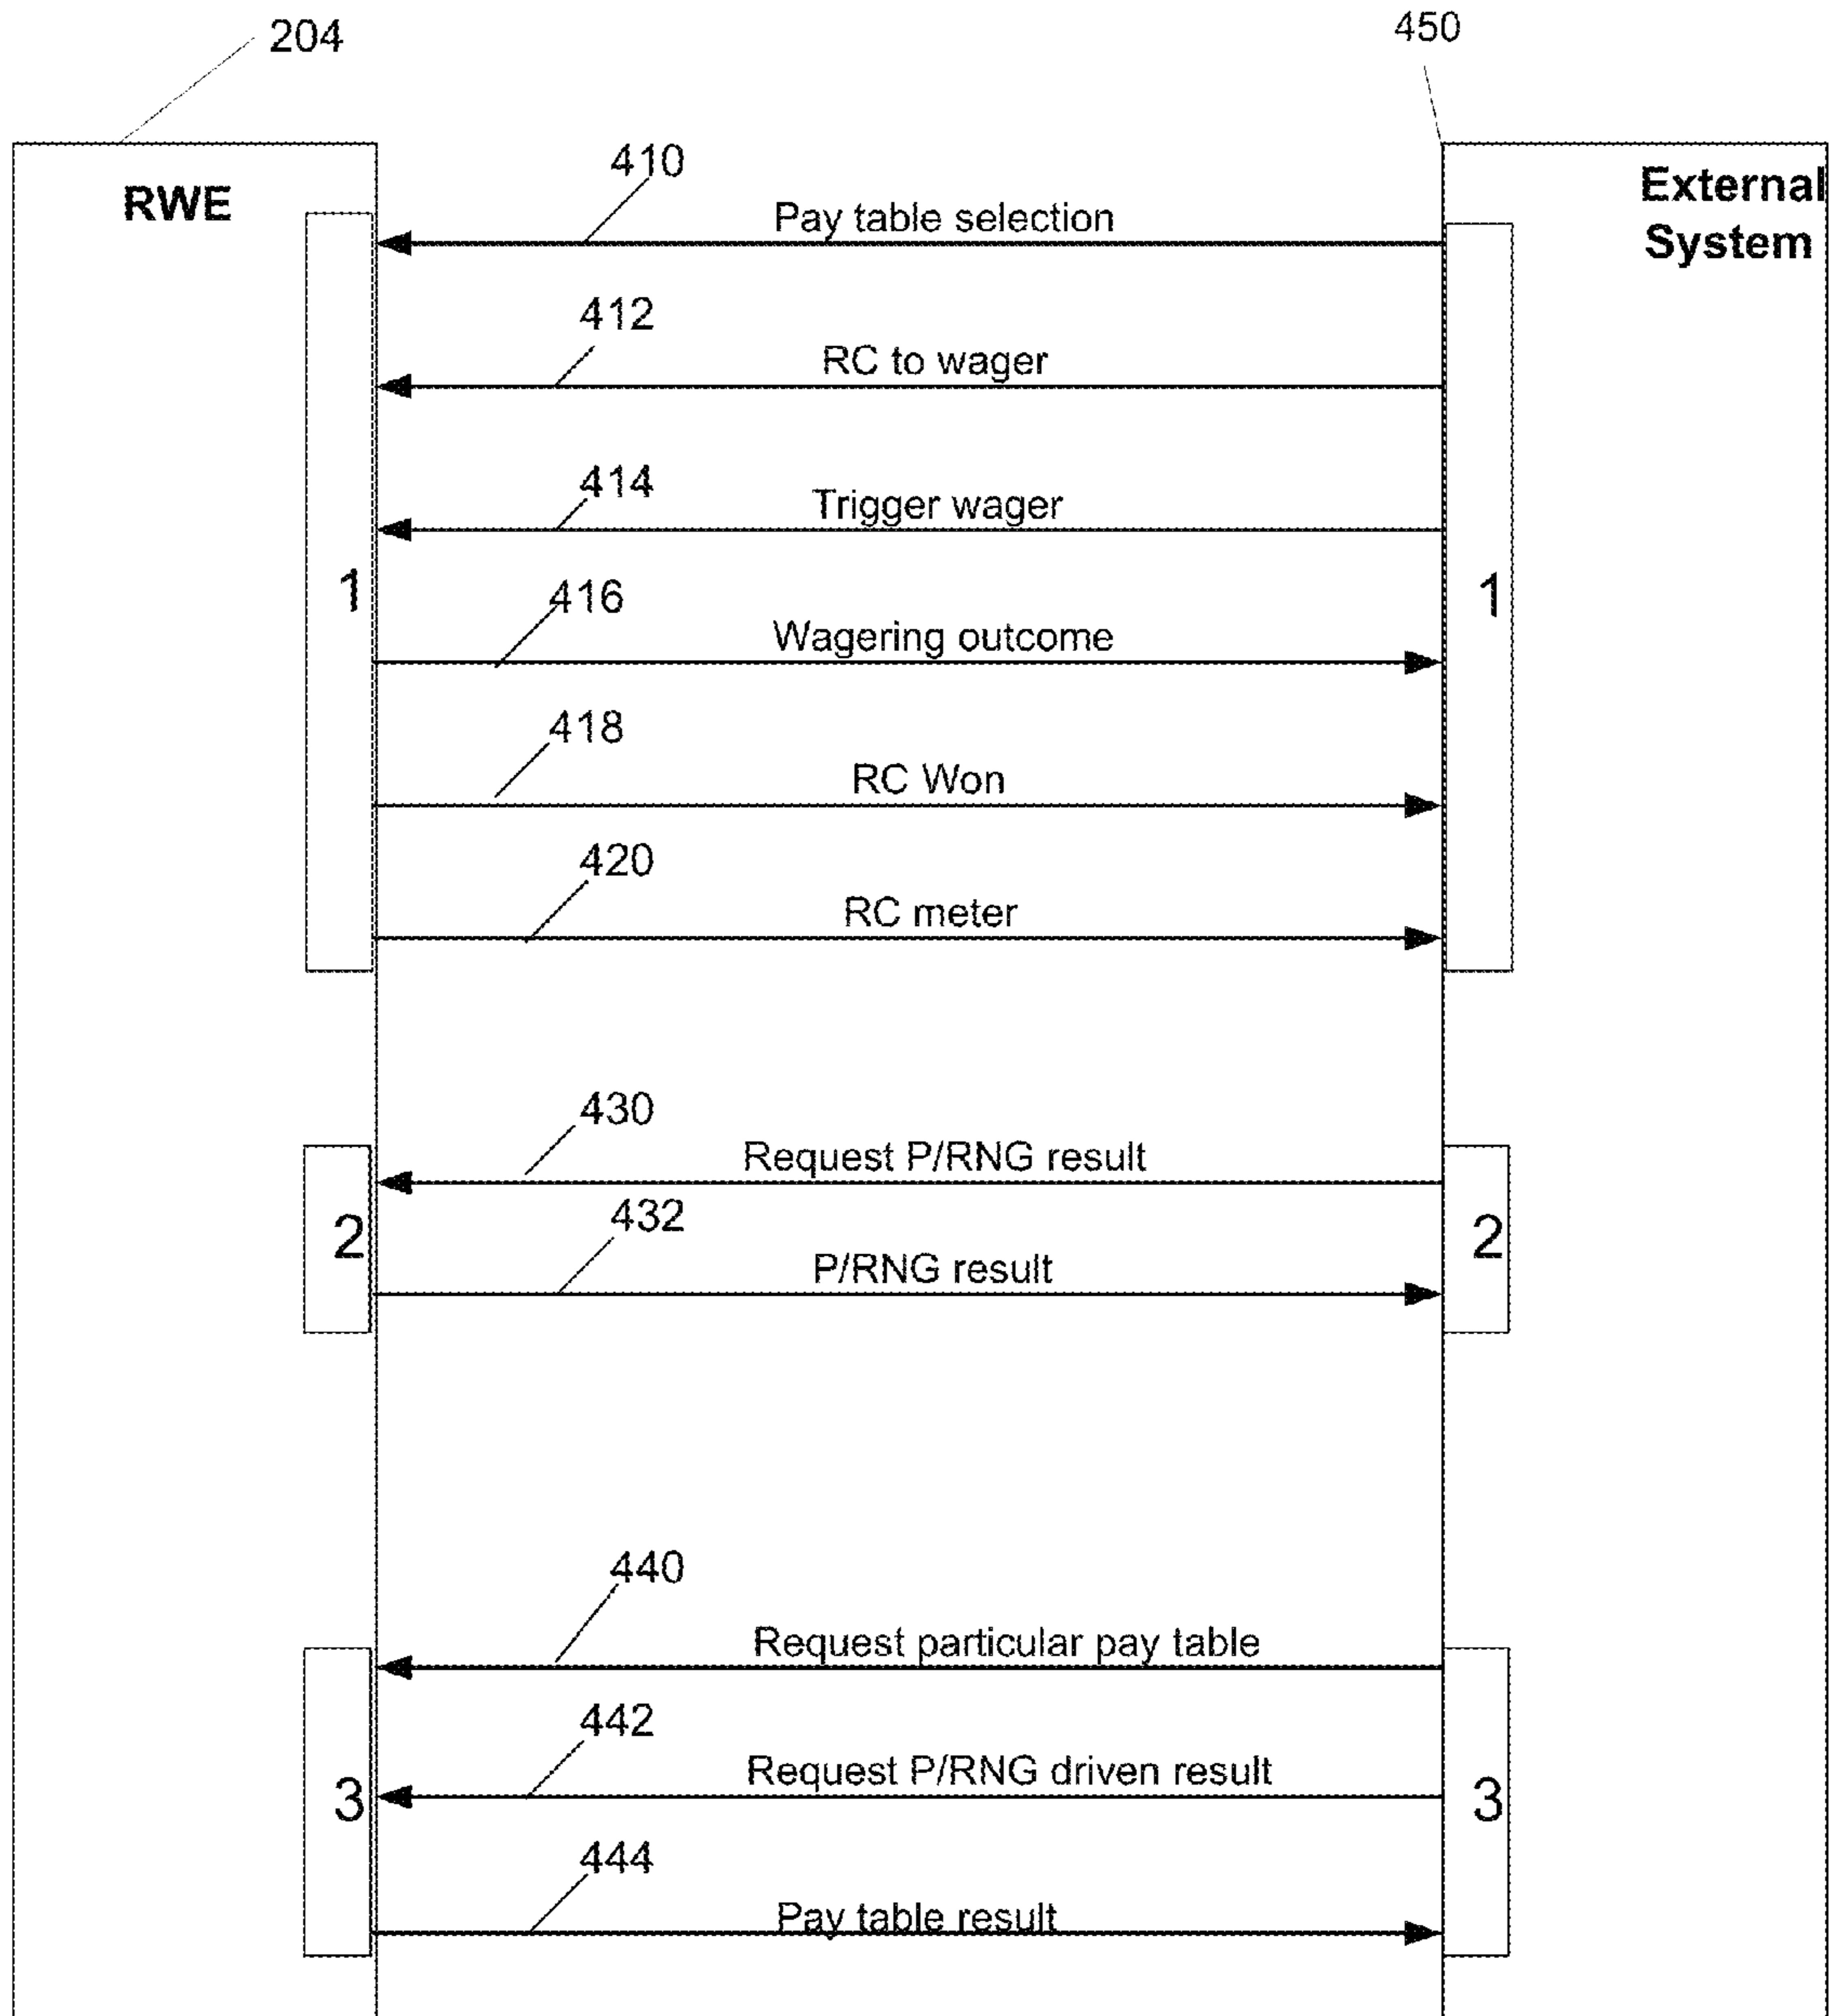 204
450
RWE
External
System
410
Pay table selection
412
RC to wager
414
Trigger wager
1
1
416
Wagering outcome
418
RC Won
420
RC meter
430
Request P/RNG result
2
2
432
P/RNG result
440
Request particular pay table
442
Request P/RNG driven result
3
3
444
Pay table result